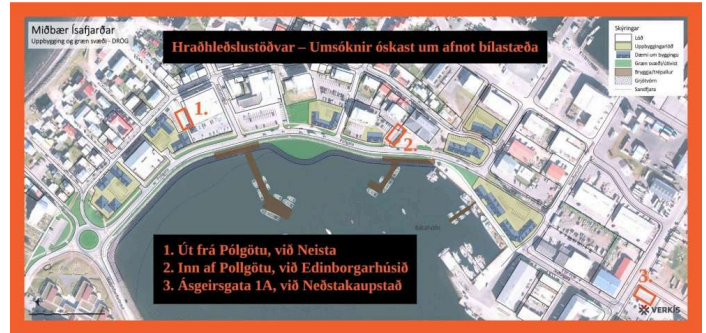 Miðbær Ísafjarðar
Uppbygging og græn svæði - DRÖG
Hraðhleðslustöðvar – Umsóknir óskast um afnot bílastæða
Skýringar
Lóð
Uppbyggingarlóð
Dæmi um byggingu
Græn svæði/útivist
Bryggja/trépallur
Grjótvörn
Sandfjara
1.
2.
3.
1. Út frá Pólgötu, við Neista
2. Inn af Pollgötu, við Edinborgarhúsið
3. Ásgeirsgata 1A, við Neðstakaupstað
VERKÍS